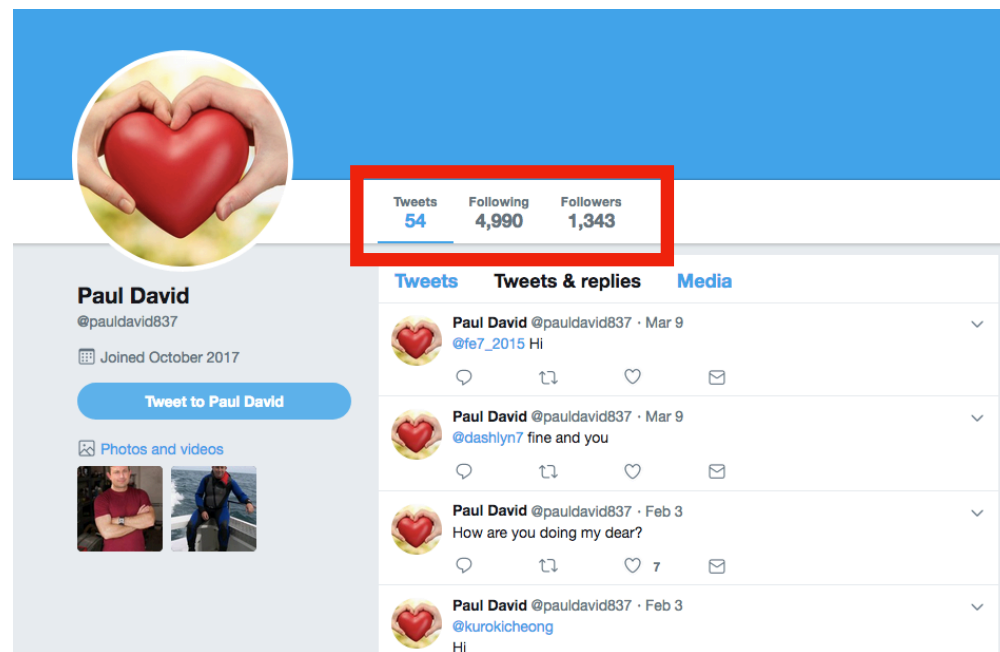 Tweets Following Followers
54 4,990 1,343
Paul David
@pauldavid837
Joined October 2017
Tweet to Paul David
Photos and videos
Tweets Tweets & replies Media
Paul David @pauldavid837 · Mar 9
@fe7_2015 Hi
Paul David @pauldavid837 · Mar 9
@dashlyn7 fine and you
Paul David @pauldavid837 · Feb 3
How are you doing my dear?
7
Paul David @pauldavid837 · Feb 3
@kurokicheong
Hi